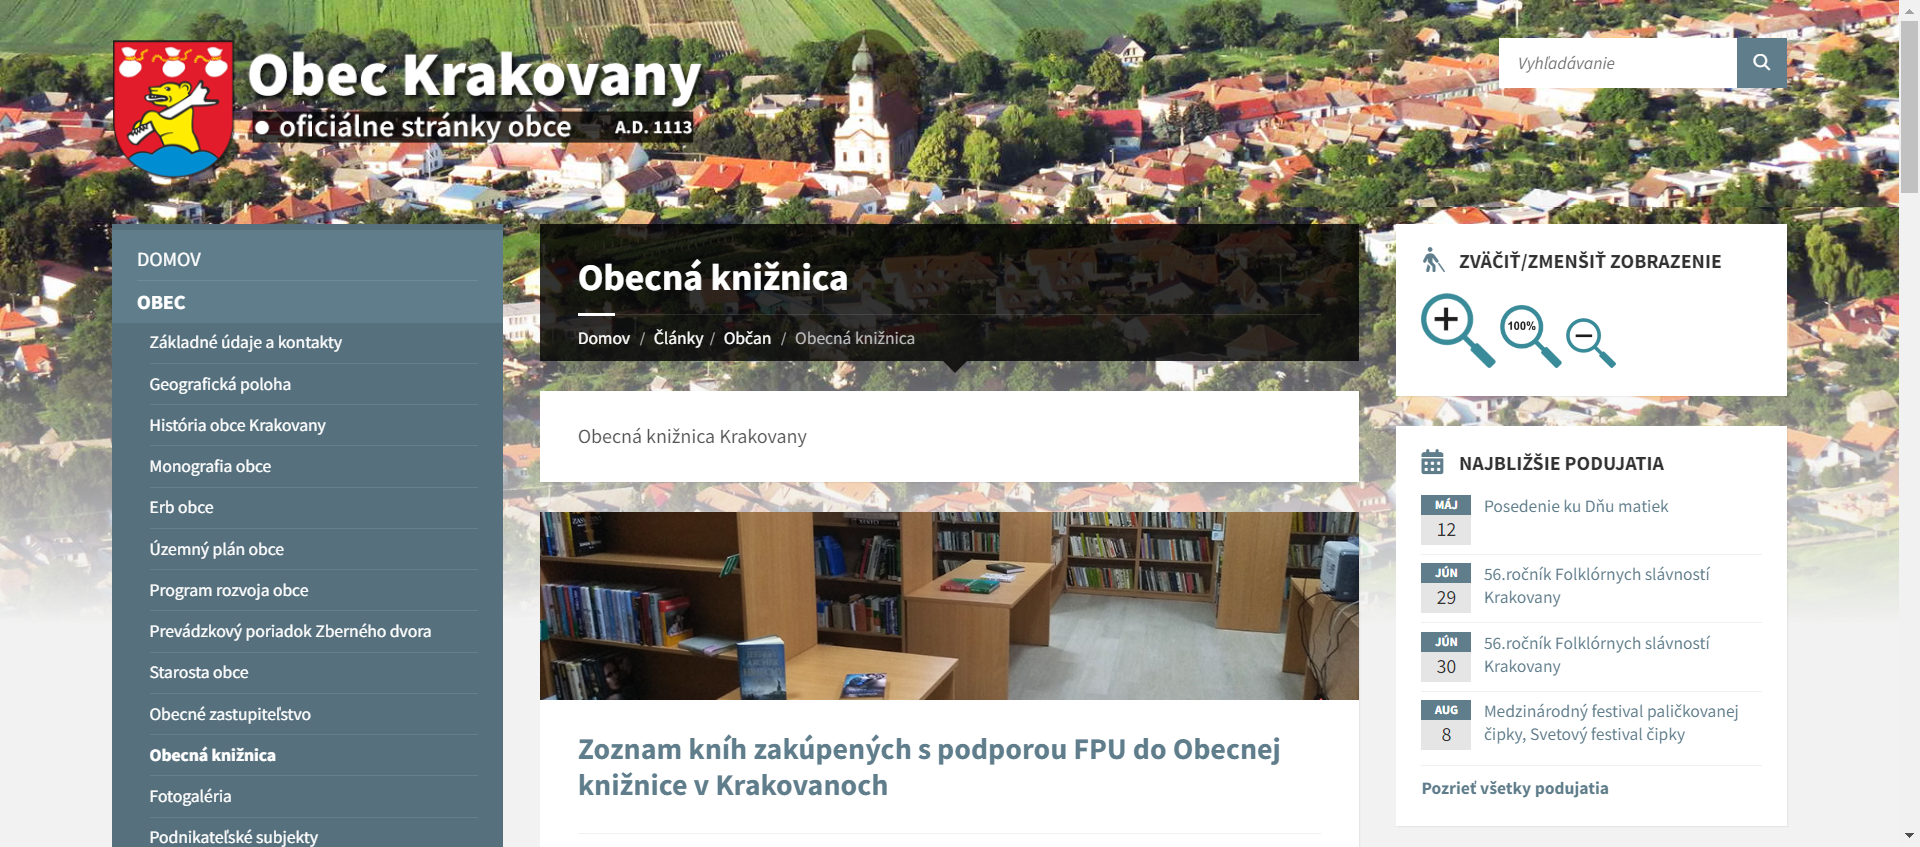 Obec Krakovany
oficiálne stránky obce A.D. 1113
Vyhľadávanie
DOMOV
OBEC
Základné údaje a kontakty
Geografická poloha
História obce Krakovany
Monografia obce
Erb obce
Územný plán obce
Program rozvoja obce
Prevádzkový poriadok Zberného dvora
Starosta obce
Obecné zastupiteľstvo
Obecná knižnica
Fotogaléria
Podnikateľské subjekty
Obecná knižnica
Domov / Články / Občan / Obecná knižnica
Obecná knižnica Krakovany
Zoznam kníh zakúpených s podporou FPU do Obecnej
knižnice v Krakovanoch
ZVÄČIŤ/ZMENŠIŤ ZOBRAZENIE
100%
NAJBLIŽŠIE PODUJATIA
MÁJ
12
Posedenie ku Dňu matiek
JÚN
29
56.ročník Folklórnych slávností
Krakovany
JÚN
30
56.ročník Folklórnych slávností
Krakovany
AUG
8
Medzinárodný festival paličkovanej
čipky, Svetový festival čipky
Pozrieť všetky podujatia